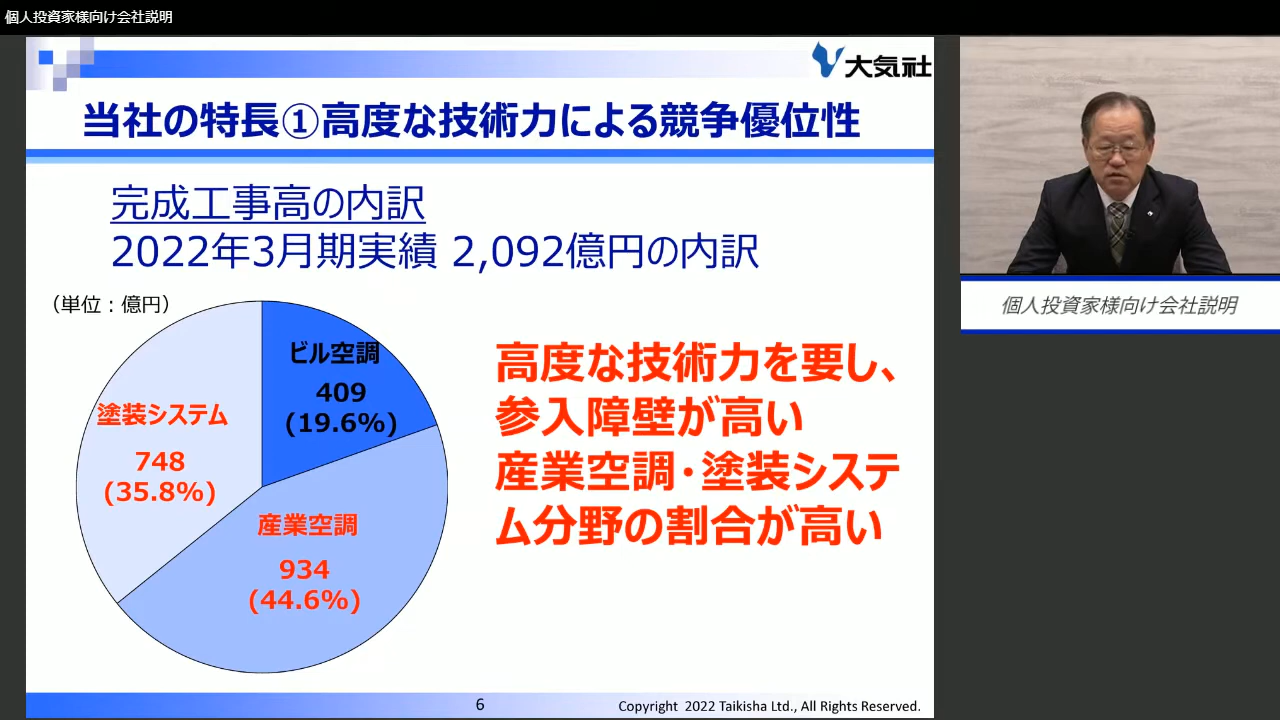 個人投資家様向け会社説明
大気社
当社の特長①高度な技術力による競争優位性
完成工事高の内訳
2022年3月期実績 2,092億円の内訳
（単位：億円）
ビル空調
409
(19.6%)
塗装システム
748
(35.8%)
産業空調
934
(44.6%)
高度な技術力を要し、
参入障壁が高い
産業空調・塗装システ
ム分野の割合が高い
個人投資家様向け会社説明
6
Copyright 2022 Taikisha Ltd., All Rights Reserved.